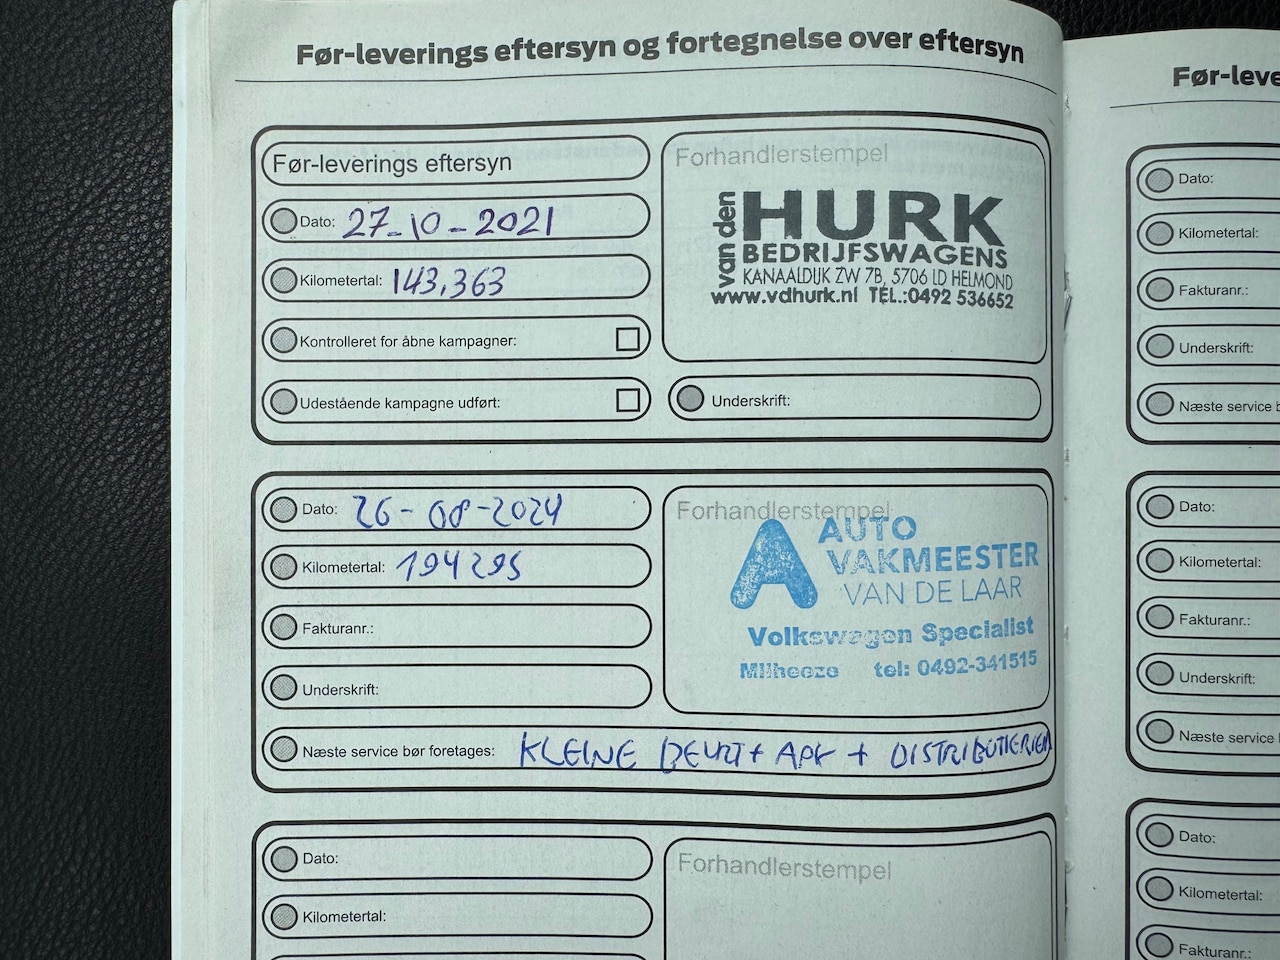 Før-leverings eftersyn og fortegnelse over eftersyn
Før-leverings eftersyn
Dato: 27-10-2021
Kilometertal: 143.363
Kontrolleret for åbne kampagner:
Udestående kampagne udført:
Forhandlerstempel
van den HURK
BEDRIJFSWAGENS
KANAALDIJK ZW 7B, 5706 LD HELMOND
www.vdhurk.nl TEL.:0492 536652
Underskrift:
Dato: 26-08-2024
Kilometertal: 194295
Fakturanr.:
Underskrift:
Forhandlerstempel
A AUTO
VAKMEESTER
VAN DE LAAR
Volkswagen Specialist
Milheeze tel: 0492-341515
Næste service bør foretages: KLEINE BEURT + APK + DISTRIBUTIERIEM
Dato:
Kilometertal:
Forhandlerstempel
Før-leve
Dato:
Kilometertal:
Fakturanr.:
Underskrift:
Næste service b
Dato:
Kilometertal:
Fakturanr.:
Underskrift:
Næste service
Dato:
Kilometertal:
Fakturanr.: